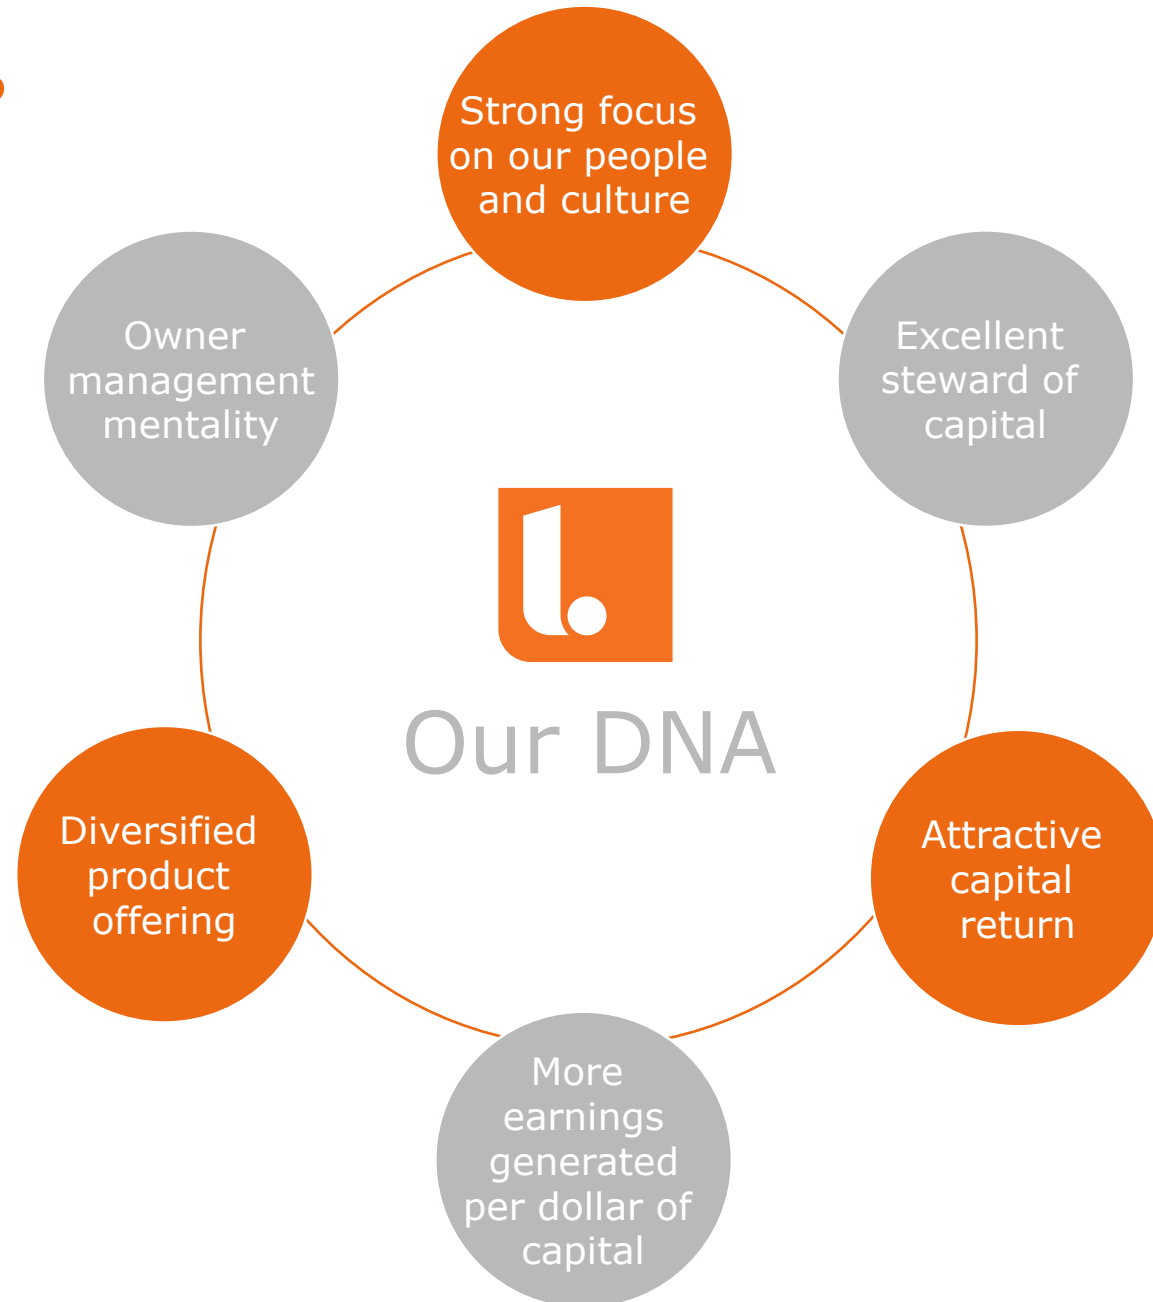 Strong focus
on our people
and culture
Owner
management
mentality
Excellent
steward of
capital
l.
Our DNA
Diversified
product
offering
Attractive
capital
return
More
earnings
generated
per dollar of
capital